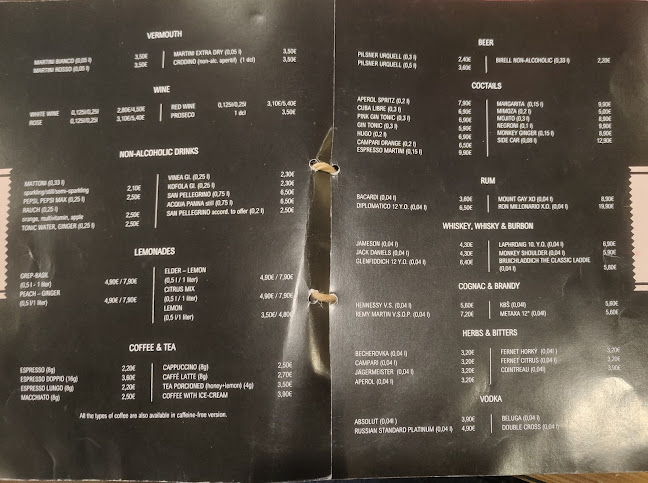 VERMOUTH
MARTINI BIANCO (0,05 l) 3,50€
MARTINI ROSSO (0,05 l) 3,50€
MARTINI EXTRA DRY (0,05 l) 3,50€
CRODINO (non-alc. aperitif) (1 dcl) 3,50€
WINE
WHITE WINE 0,125l/0,25l 2,80€/4,50€
ROSE 0,125l/0,25l 3,10€/5,40€
RED WINE 0,125l/0,25l 3,10€/5,40€
PROSECO 1 dcl 3,50€
NON-ALCOHOLIC DRINKS
MATTONI (0,33 l)
sparkling/still/semi-sparkling 2,10€
PEPSI, PEPSI MAX (0,25 l) 2,50€
RAUCH (0,25 l)
orange, multivitamin, apple 2,50€
TONIC WATER, GINGER (0,25 l) 2,50€
VINEA Gl. (0,25 l) 2,30€
KOFOLA Gl. (0,25 l) 2,30€
SAN PELLEGRINO (0,75 l) 6,50€
ACQUA PANNA still (0,75 l) 6,50€
SAN PELLEGRINO accord. to offer (0,2 l) 2,50€
LEMONADES
GREP-BASIL
(0,5 l - 1 liter) 4,90€ / 7,90€
PEACH – GINGER
(0,5 l/1 liter) 4,90€ / 7,90€
ELDER – LEMON
(0,5 l / 1 liter) 4,90€ / 7,90€
CITRUS MIX
(0,5 l / 1 liter) 4,90€ / 7,90€
LEMON
(0,5 l/1 liter) 3,50€ / 4,80
COFFEE & TEA
ESPRESSO (8g) 2,20€
ESPRESSO DOPPIO (16g) 3,60€
ESPRESSO LUNGO (8g) 2,20€
MACCHIATO (8g) 2,50€
CAPPUCCINO (8g) 2,50€
CAFFÉ LATTE (8g) 2,70€
TEA PORCIONED (honey+lemon) (4g) 3,50€
COFFEE WITH ICE-CREAM 3,90€
All the types of coffee are also available in caffeine-free version.
BEER
PILSNER URQUELL (0,3 l) 2,40€
PILSNER URQUELL (0,5 l) 3,60€
BIRELL NON-ALCOHOLIC (0,33 l) 2,20€
COCTAILS
APEROL SPRITZ (0,2 l) 7,90€
CUBA LIBRE (0,3 l) 6,90€
PINK GIN TONIC (0,3 l) 6,90€
GIN TONIC (0,3 l) 5,90€
HUGO (0,2 l) 6,90€
CAMPARI ORANGE (0,2 l) 6,50€
ESPRESSO MARTINI (0,15 l) 9,90€
MARGARITA (0,15 l) 9,90€
MIMOZA (0,2 l) 5,00€
MOJITO (0,3 l) 8,90€
NEGRONI (0,1 l) 9,90€
MONKEY GINGER (0,15 l) 8,90€
SIDE CAR (0,08 l) 12,90€
RUM
BACARDI (0,04 l) 3,60€
DIPLOMATICO 12 Y.O. (0,04 l) 6,50€
MOUNT GAY XO (0,04 l) 8,90€
RON MILLONARIO X.O. (0,04 l) 19,90€
WHISKEY, WHISKY & BURBON
JAMESON (0,04 l) 4,30€
JACK DANIELS (0,04 l) 4,30€
GLENFIDDICH 12 Y.O. (0,04 l) 6,40€
LAPHROAIG 10. Y.O. (0,04 l) 6,90€
MONKEY SHOULDER (0,04 l) 5,90€
BRUICHLADDICH THE CLASSIC LADDIE
(0,04 l) 5,80€
COGNAC & BRANDY
HENNESSY V.S. (0,04 l) 5,60€
REMY MARTIN V.S.O.P. (0,04 l) 7,20€
KBŠ (0,04 l) 5,60€
METAXA 12* (0,04 l) 5,60€
HERBS & BITTERS
BECHEROVKA (0,04 l) 3,20€
CAMPARI (0,04 l) 3,20€
JÄGERMEISTER (0,04 l) 3,20€
APEROL (0,04 l) 3,20€
FERNET HORKÝ (0,04 l) 3,20€
FERNET CITRUS (0,04 l) 3,20€
COINTREAU (0,04 l) 3,90€
VODKA
ABSOLUT (0,04l) 3,90€
RUSSIAN STANDARD PLATINUM (0,04 l) 4,90€
BELUGA (0,04 l)
DOUBLE CROSS (0,04 l)